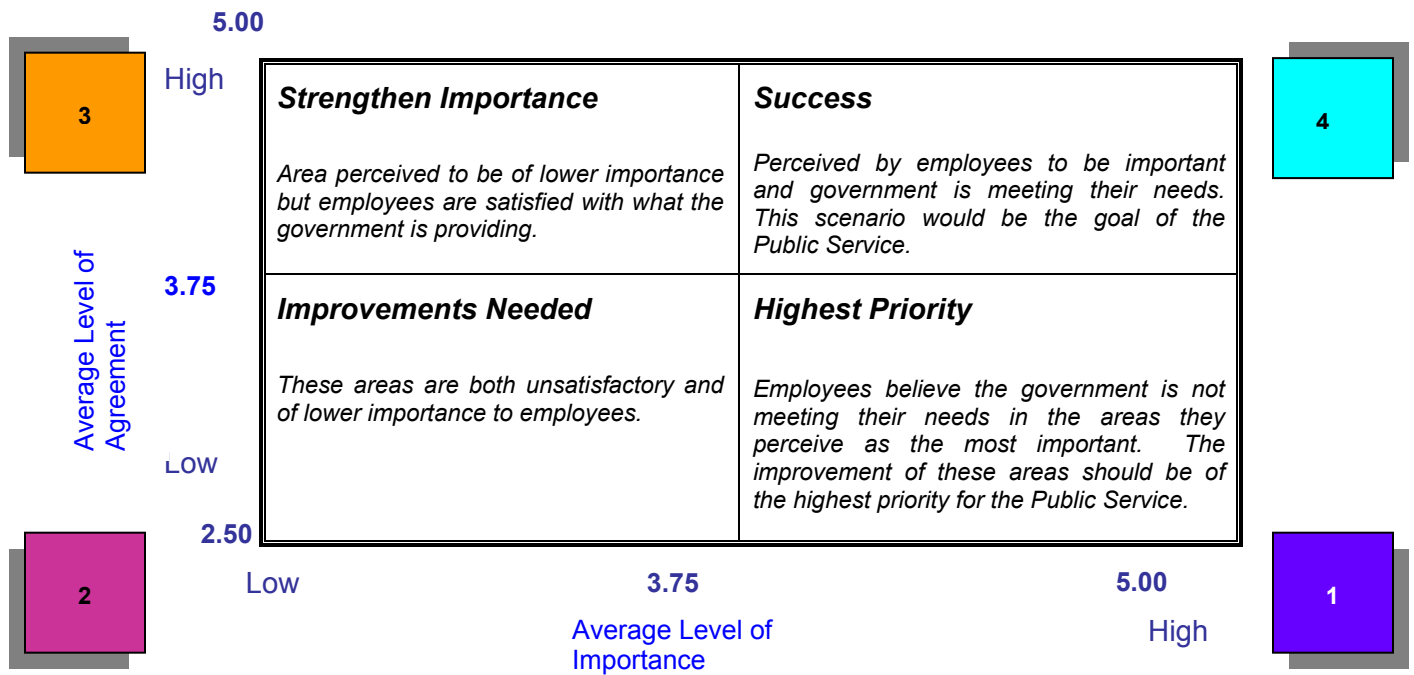 5.00
3
High
Strengthen Importance
Area perceived to be of lower importance
but employees are satisfied with what the
government is providing.
Success
Perceived by employees to be important
and government is meeting their needs.
This scenario would be the goal of the
Public Service.
4
Average Level of
Agreement
3.75
Improvements Needed
These areas are both unsatisfactory and
of lower importance to employees.
Highest Priority
Employees believe the government is not
meeting their needs in the areas they
perceive as the most important. The
improvement of these areas should be of
the highest priority for the Public Service.
Low
2.50
2
Low
3.75
5.00
1
Average Level of
Importance
High